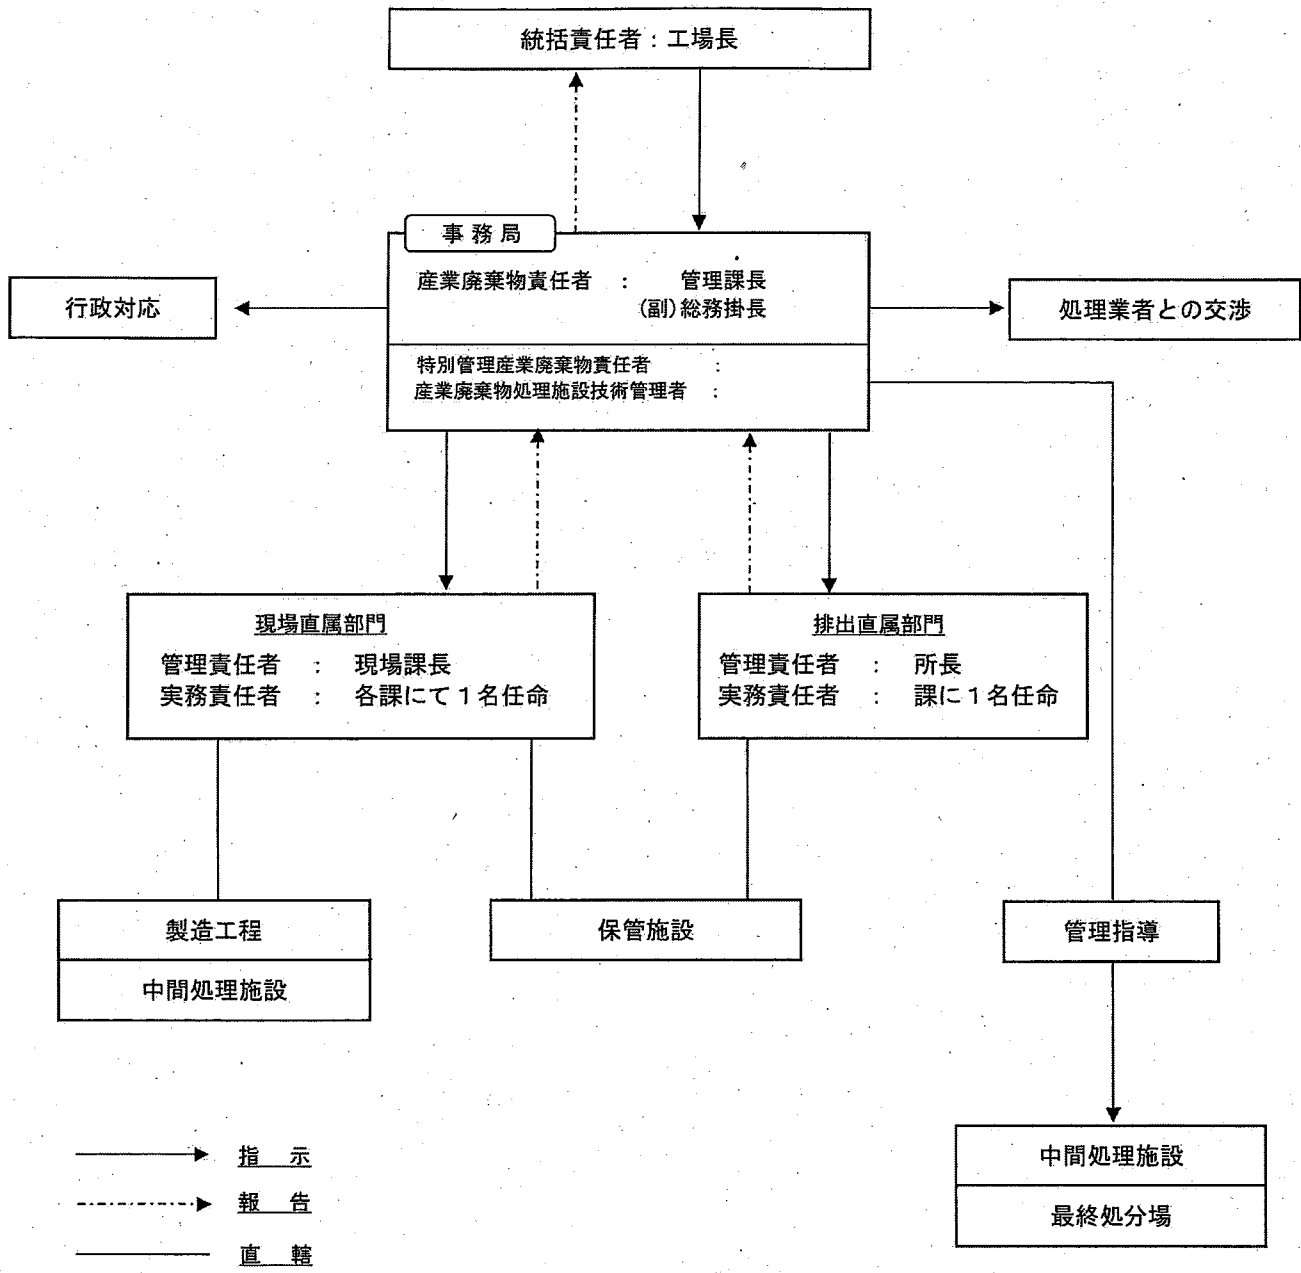 統括責任者：工場長
事務局
産業廃棄物責任者　：　管理課長
(副)総務掛長
特別管理産業廃棄物責任者　：
産業廃棄物処理施設技術管理者　：
行政対応
処理業者との交渉
現場直属部門
管理責任者　：　現場課長
実務責任者　：　各課にて１名任命
排出直属部門
管理責任者　：　所長
実務責任者　：　課に１名任命
製造工程
中間処理施設
保管施設
管理指導
中間処理施設
最終処分場
指　示
報　告
直　轄